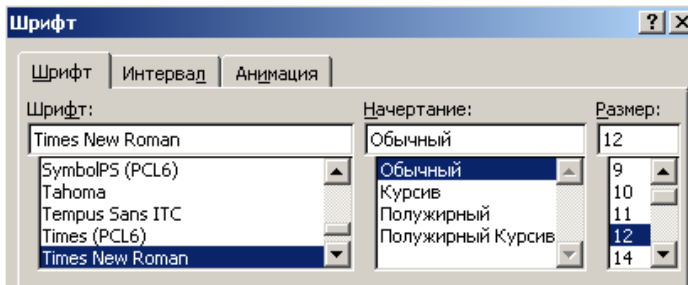 Шрифт
Шрифт Интервал Анимация
Шрифт: Начертание: Размер:
Times New Roman Обычный 12
SymbolPS (PCL6) Обычный 9
Tahoma Курсив 10
Tempus Sans ITC Полужирный 11
Times (PCL6) Полужирный Курсив 12
Times New Roman 14